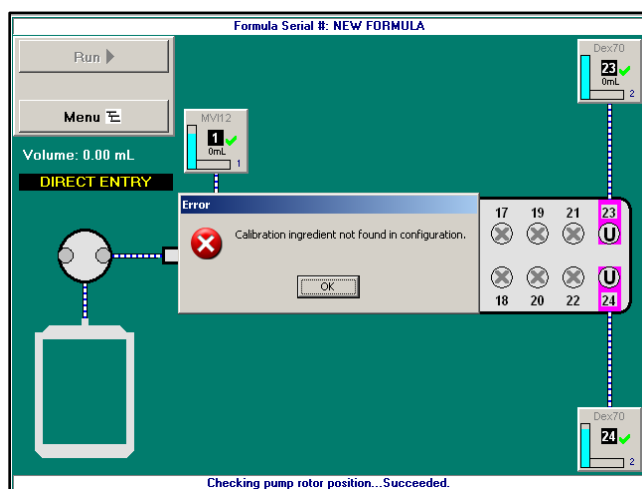 Formula Serial #: NEW FORMULA
Run
Menu
Volume: 0.00 mL
DIRECT ENTRY
MVI12
1
0mL
1
Dex70
23
0mL
2
Error
Calibration ingredient not found in configuration.
OK
17 19 21 23
U
U
18 20 22 24
Dex70
24
2
Checking pump rotor position...Succeeded.